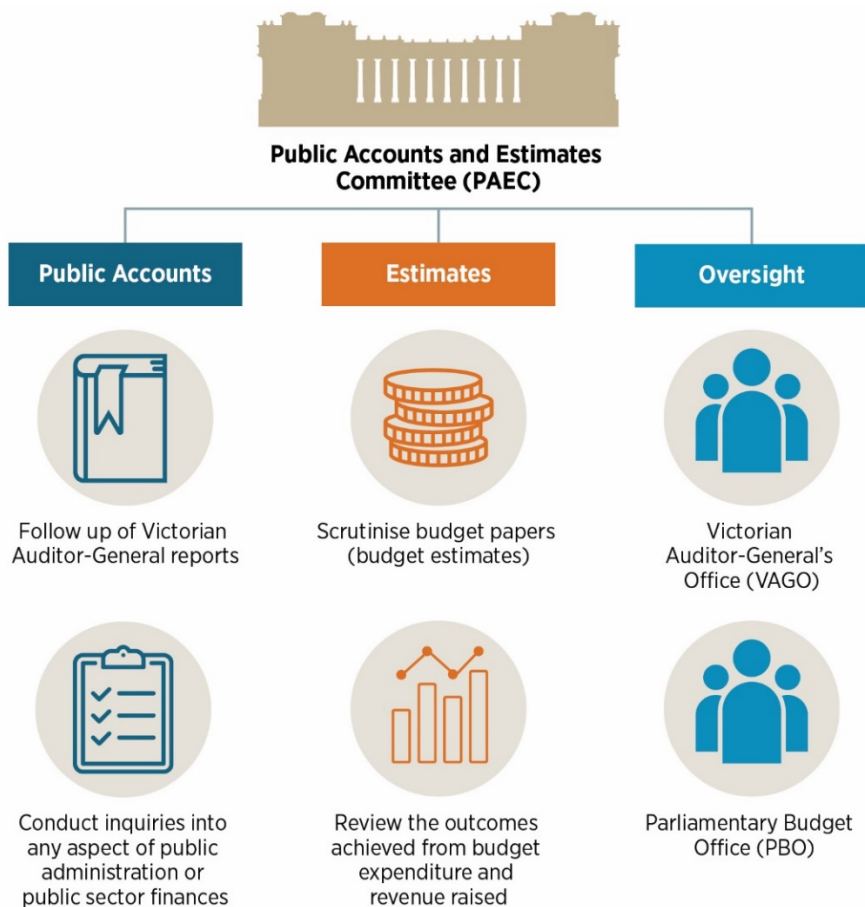 Public Accounts and Estimates
Committee (PAEC)
Public Accounts
Estimates
Oversight
Follow up of Victorian
Auditor-General reports
Scrutinise budget papers
(budget estimates)
Victorian
Auditor-General's
Office (VAGO)
Conduct inquiries into
any aspect of public
administration or
public sector finances
Review the outcomes
achieved from budget
expenditure and
revenue raised
Parliamentary Budget
Office (PBO)